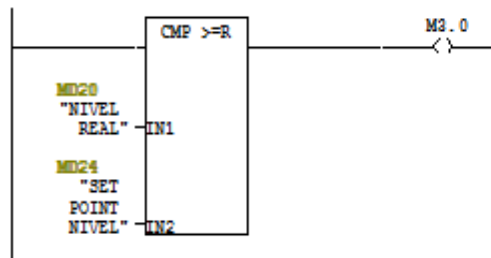 CMP >=R
M3.0
MD20
"NIVEL
REAL"
IN1
MD24
"SET
POINT
NIVEL"
IN2